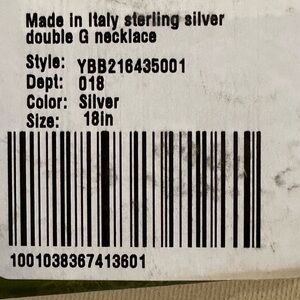 Made in Italy sterling silver
double G necklace
Style: YBB216435001
Dept: 018
Color: Silver
Size: 18in
1001038367413601